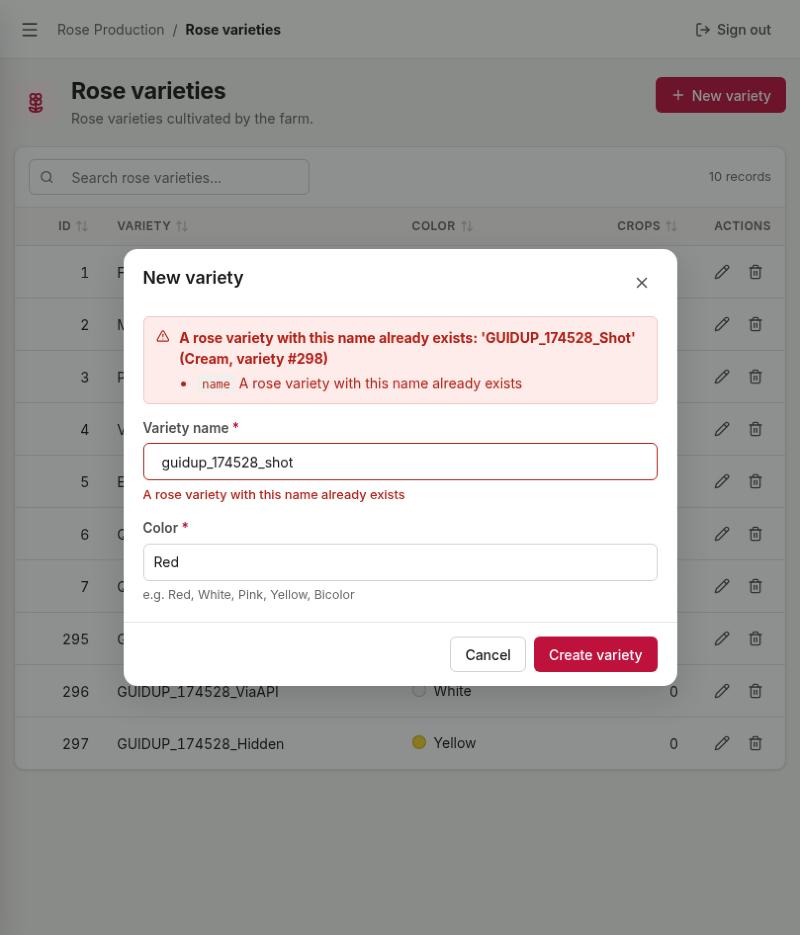 Rose Production / Rose varieties
Sign out
Rose varieties
Rose varieties cultivated by the farm.
New variety
Search rose varieties...
10 records
ID VARIETY COLOR CROPS ACTIONS
New variety
A rose variety with this name already exists: 'GUIDUP_174528_Shot'
(Cream, variety #298)
name A rose variety with this name already exists
Variety name *
guidup_174528_shot
A rose variety with this name already exists
Color *
Red
e.g. Red, White, Pink, Yellow, Bicolor
Cancel
Create variety
1
2
3
4
5
6
7
295
296 GUIDUP_174528_ViaAPI White 0
297 GUIDUP_174528_Hidden Yellow 0